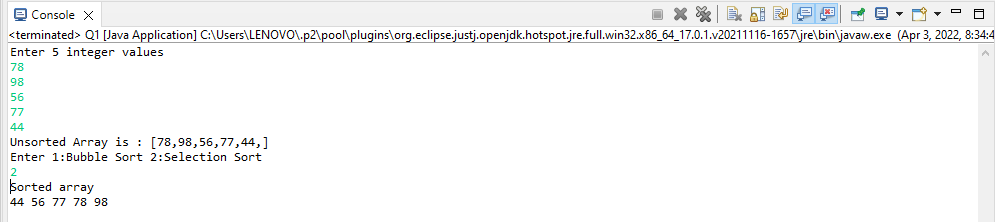 Console
<terminated> Q1 [Java Application] C:\Users\LENOVO\.p2\pool\plugins\org.eclipse.justj.openjdk.hotspot.jre.full.win32.x86_64_17.0.1.v20211116-1657\jre\bin\javaw.exe (Apr 3, 2022, 8:34:4
Enter 5 integer values
78
98
56
77
44
Unsorted Array is : [78,98,56,77,44,]
Enter 1:Bubble Sort 2:Selection Sort
2
Sorted array
44 56 77 78 98